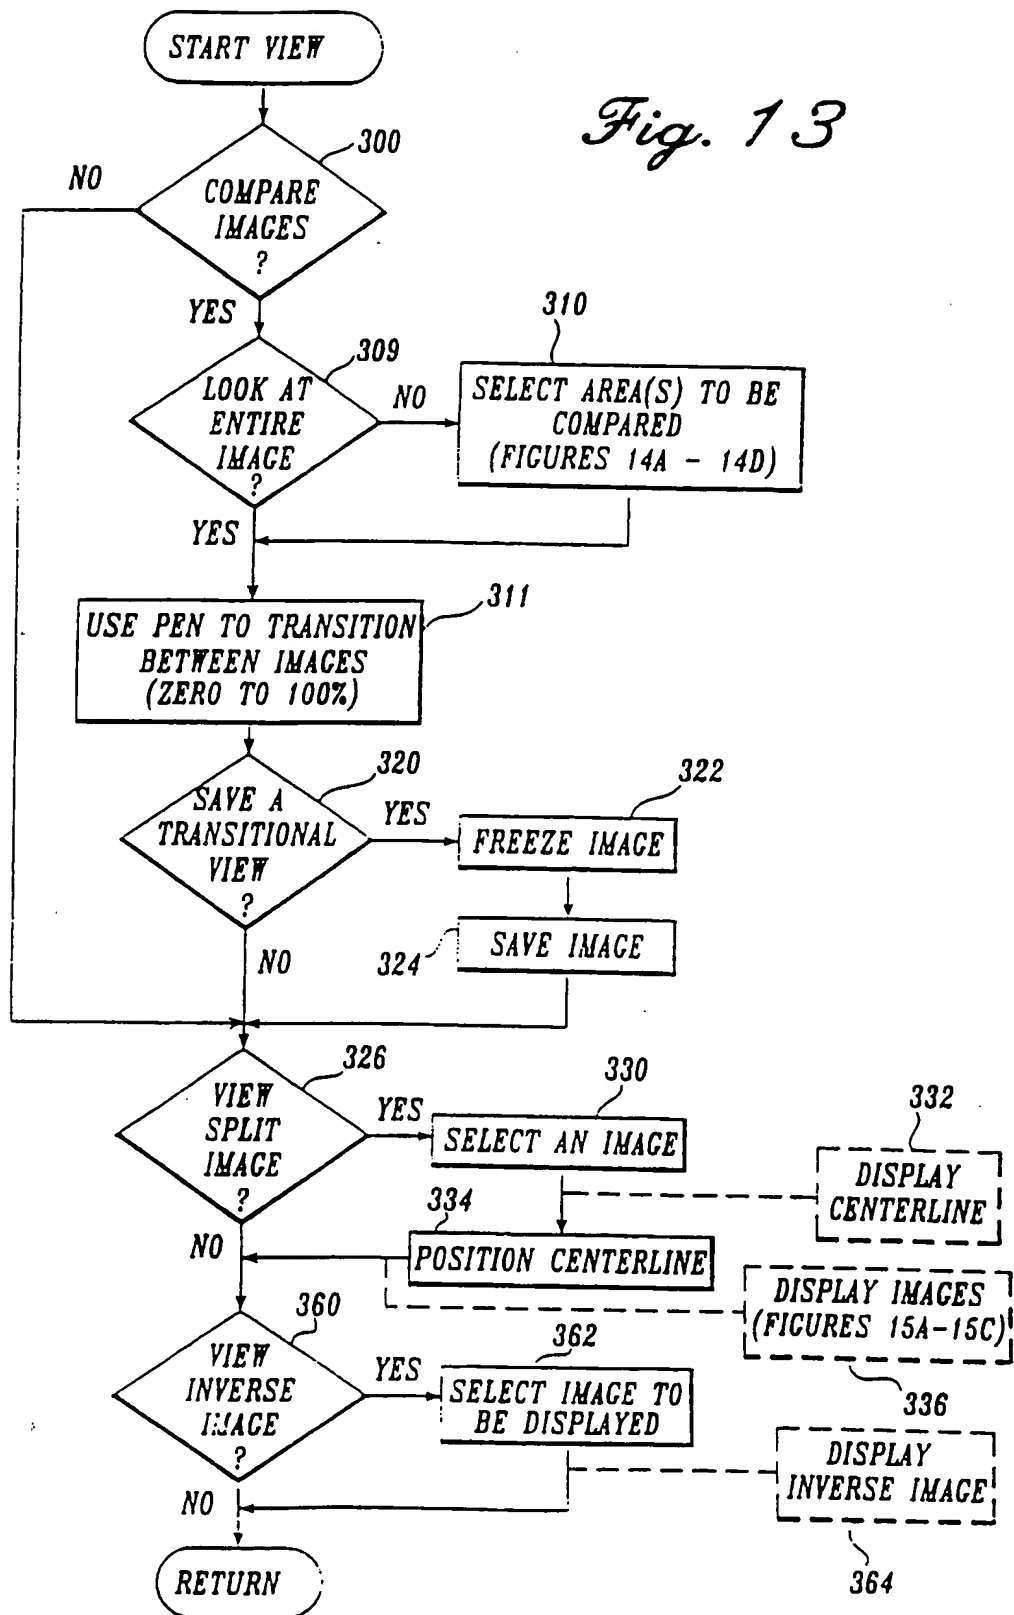 START VIEW
Fig. 13
300
NO
COMPARE
IMAGES
?
YES
309
310
LOOK AT
ENTIRE
IMAGE
?
NO
SELECT AREA(S) TO BE
COMPARED
(FIGURES 14A - 14D)
YES
311
USE PEN TO TRANSITION
BETWEEN IMAGES
(ZERO TO 100%)
320
322
SAVE A
TRANSITIONAL
VIEW
?
YES
FREEZE IMAGE
324
SAVE IMAGE
NO
326
330
332
VIEW
SPLIT
IMAGE
?
YES
SELECT AN IMAGE
DISPLAY
CENTERLINE
334
NO
POSITION CENTERLINE
DISPLAY IMAGES
(FIGURES 15A-15C)
336
360
362
VIEW
INVERSE
IMAGE
?
YES
SELECT IMAGE TO
BE DISPLAYED
DISPLAY
INVERSE IMAGE
364
NO
RETURN